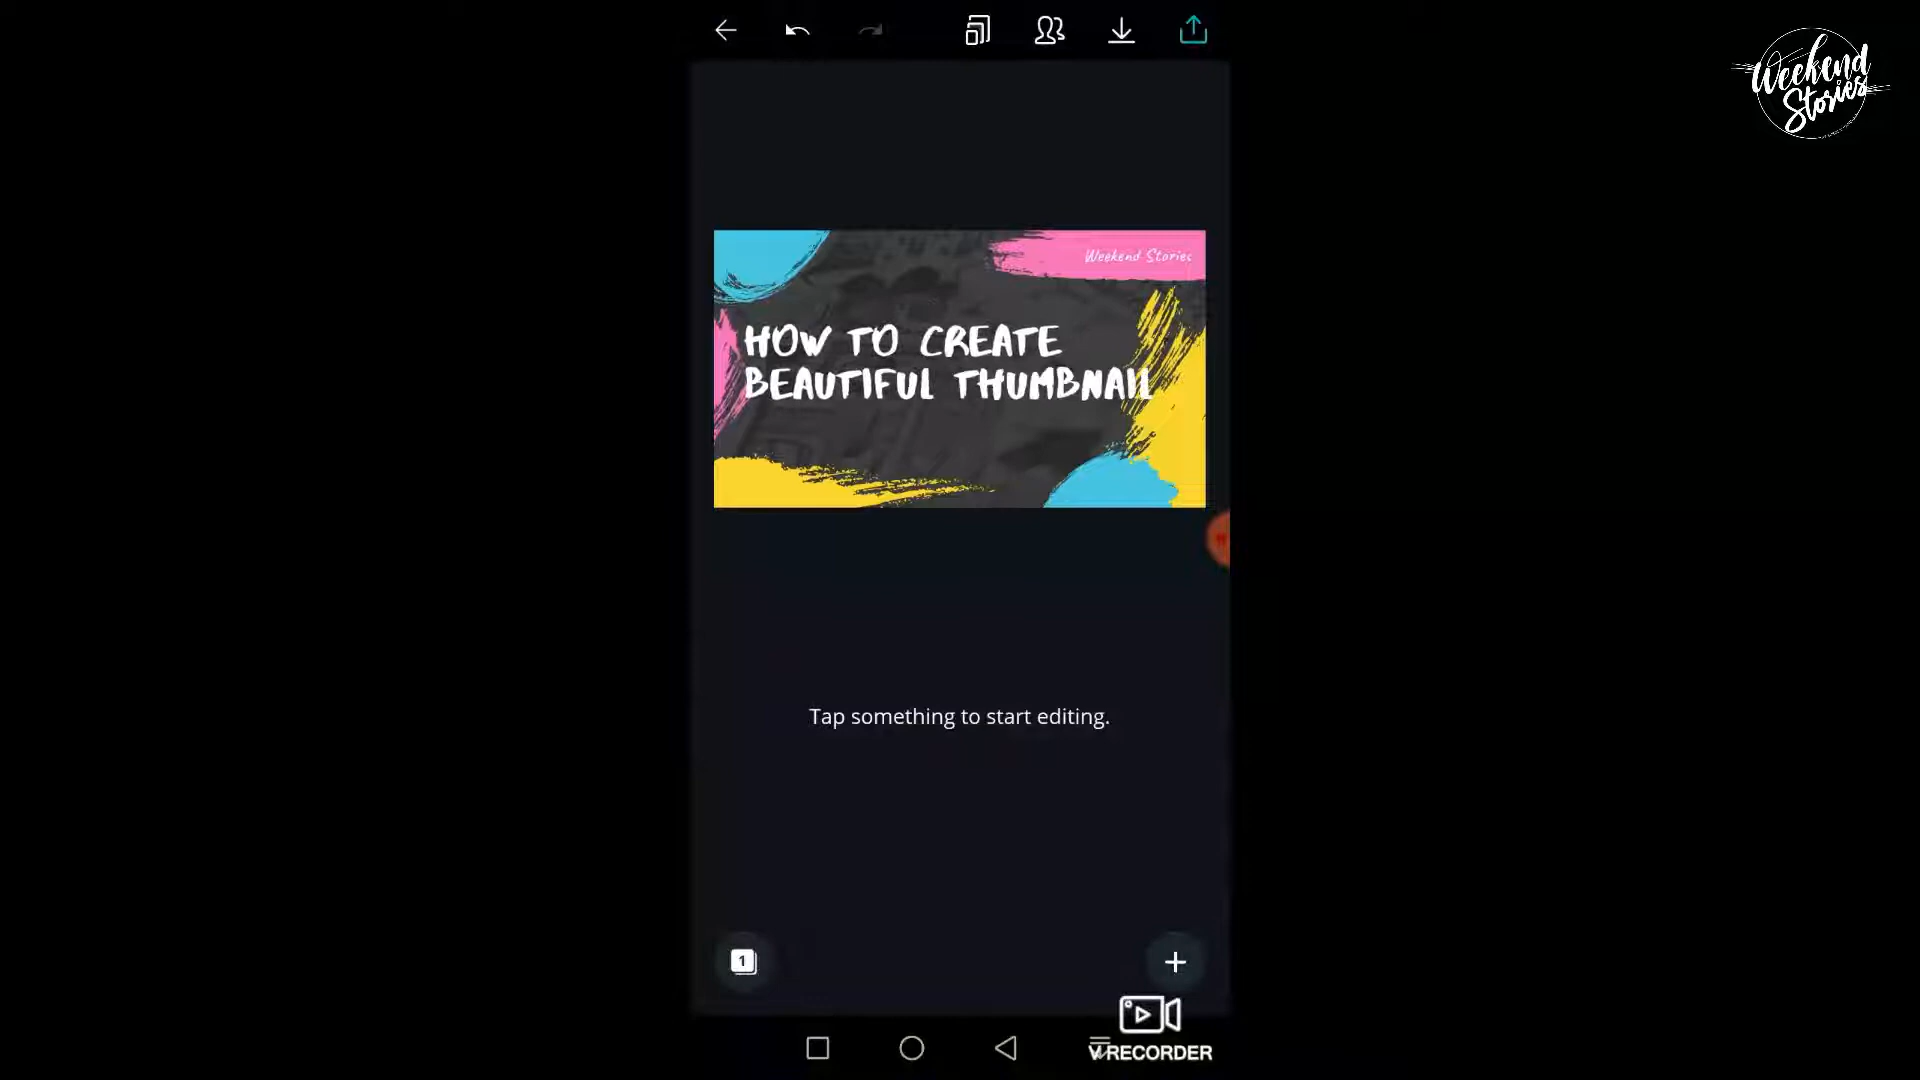 Weekend
Stories
Weekend Stories
HOW TO CREATE
BEAUTIFUL THUMBNAIL
Tap something to start editing.
1
V RECORDER